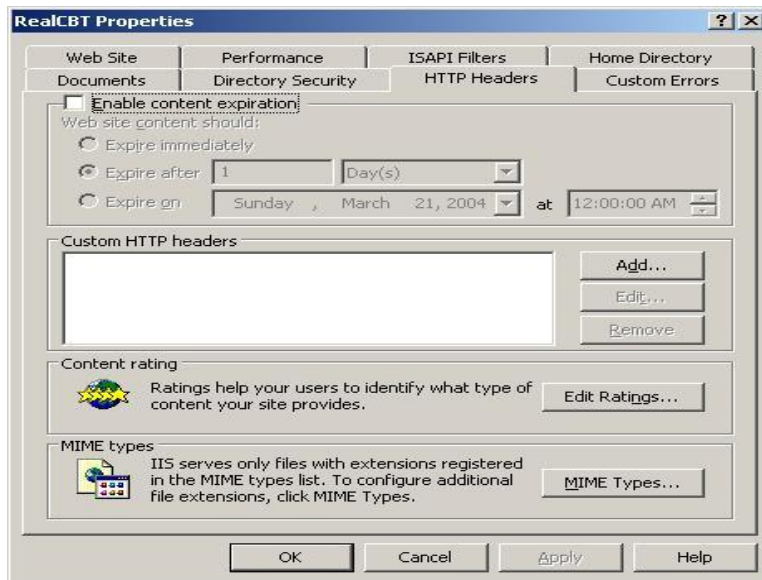 RealCBT Properties
Web Site Performance ISAPI Filters Home Directory
Documents Directory Security HTTP Headers Custom Errors
Enable content expiration
Web site content should:
Expire immediately
Expire after 1 Day(s)
Expire on Sunday , March 21, 2004 at 12:00:00 AM
Custom HTTP headers
Add...
Edit...
Remove
Content rating
Ratings help your users to identify what type of
content your site provides.
Edit Ratings...
MIME types
IIS serves only files with extensions registered
in the MIME types list. To configure additional
file extensions, click MIME Types.
MIME Types...
OK Cancel Apply Help